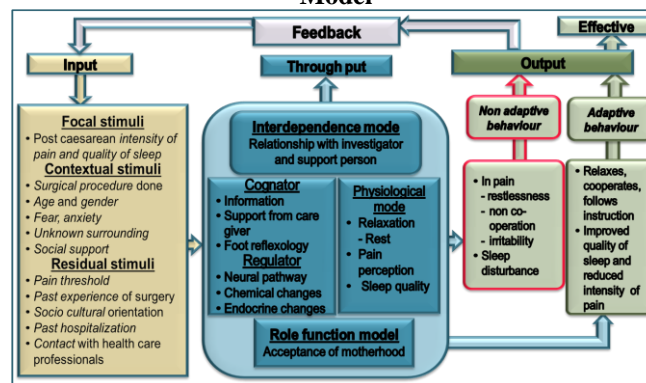 Model
Effective
Feedback
Input
Output
Through put
Focal stimuli
• Post caesarean intensity of
pain and quality of sleep
Contextual stimuli
• Surgical procedure done
• Age and gender
• Fear, anxiety
• Unknown surrounding
• Social support
Residual stimuli
• Pain threshold
• Past experience of surgery
• Socio cultural orientation
• Past hospitalization
• Contact with health care
professionals
Interdependence mode
Relationship with investigator
and support person
Cognator
• Information
• Support from care
giver
• Foot reflexology
Regulator
• Neural pathway
• Chemical changes
• Endocrine changes
Physiological
mode
• Relaxation
- Rest
• Pain
perception
• Sleep quality
Role function model
Acceptance of motherhood
Non adaptive
behaviour
• In pain
- restlessness
- non co-
operation
- irritability
• Sleep
disturbance
Adaptive
behaviour
• Relaxes,
cooperates,
follows
instruction
• Improved
quality of
sleep and
reduced
intensity of
pain